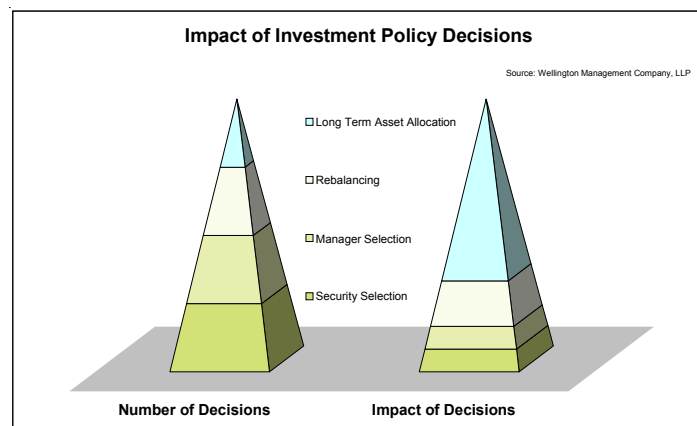 Impact of Investment Policy Decisions
Source: Wellington Management Company, LLP
Long Term Asset Allocation
Rebalancing
Manager Selection
Security Selection
Number of Decisions
Impact of Decisions